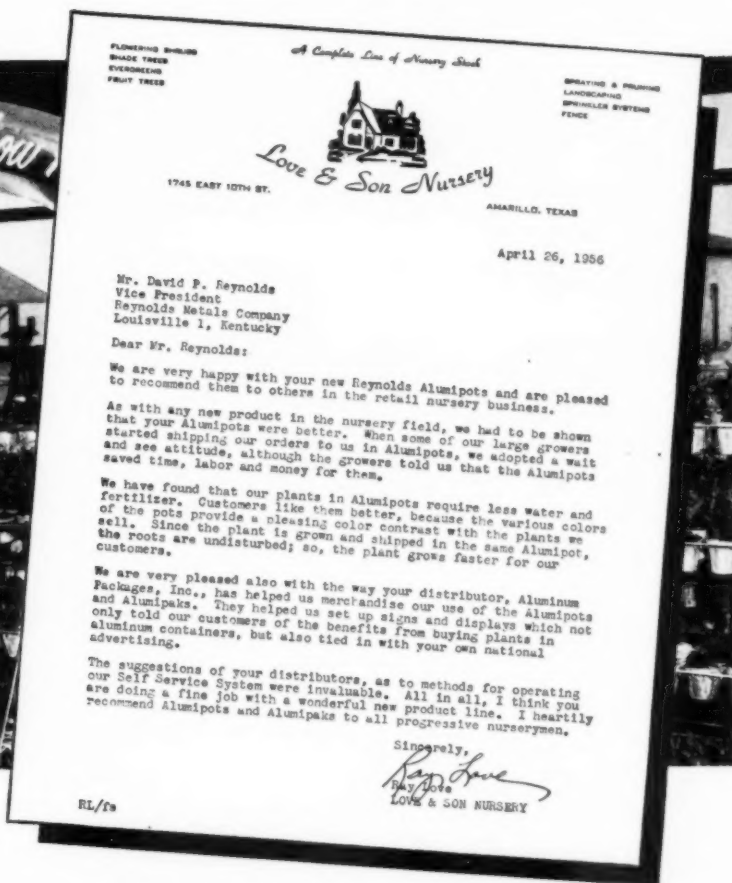 FLOWERING SHRUBS
SHADE TREES
EVERGREENS
FRUIT TREES
A Complete Line of Nursery Stock
SPRAYING & PRUNING
LANDSCAPING
SPRINKLER SYSTEMS
FENCE
Love & Son Nursery
1745 EAST 10TH ST.
AMARILLO, TEXAS
April 26, 1956
Mr. David P. Reynolds
Vice President
Reynolds Metals Company
Louisville 1, Kentucky
Dear Mr. Reynolds:
We are very happy with your new Reynolds Alumipots and are pleased
to recommend them to others in the retail nursery business.
As with any new product in the nursery field, we had to be shown
that your Alumipots were better. When some of our large growers
started shipping our orders to us in Alumipots, we adopted a wait
and see attitude, although the growers told us that the Alumipots
saved time, labor and money for them.
We have found that our plants in Alumipots require less water and
fertilizer. Customers like them better, because the various colors
of the pots provide a pleasing color contrast with the plants we
sell. Since the plant is grown and shipped in the same Alumipot,
the roots are undisturbed; so, the plant grows faster for our
customers.
We are very pleased also with the way your distributor, Aluminum
Packages, Inc., has helped us merchandise our use of the Alumipots
and Alumipaks. They helped us set up signs and displays which not
only told our customers of the benefits from buying plants in
aluminum containers, but also tied in with your own national
advertising.
The suggestions of your distributors, as to methods for operating
our Self Service System were invaluable. All in all, I think you
are doing a fine job with a wonderful new product line. I heartily
recommend Alumipots and Alumipaks to all progressive nurserymen.
Sincerely,
Ray Love
Ray Love
LOVE & SON NURSERY
RL/fs